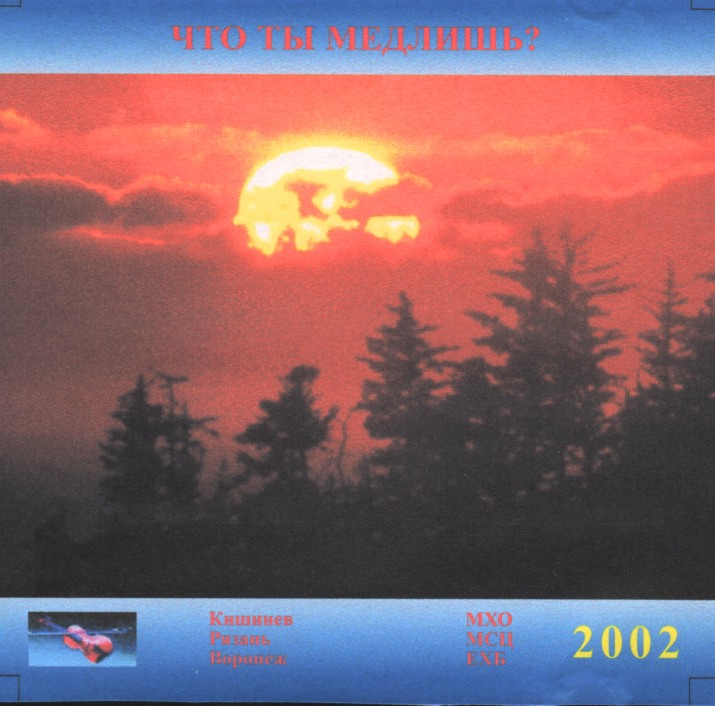 ЧТО ТЫ МЕДЛИШЬ?
Кишинев
Рязань
Воронеж
МХО
МСЦ
ЕХБ
2002